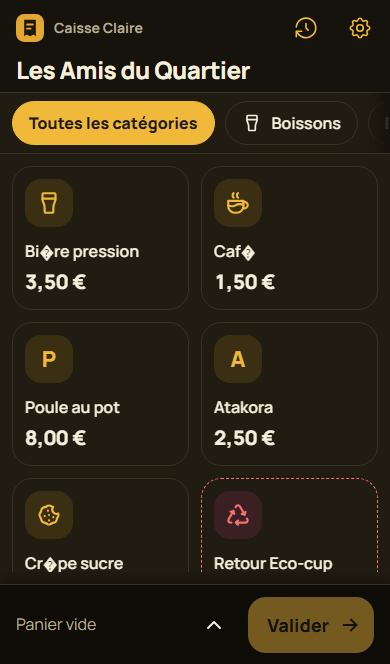 Caisse Claire
Les Amis du Quartier
Toutes les catégories
Boissons
Bi�re pression
3,50 €
Caf�
1,50 €
P
Poule au pot
8,00 €
A
Atakora
2,50 €
Cr�pe sucre
Retour Eco-cup
Panier vide
Valider